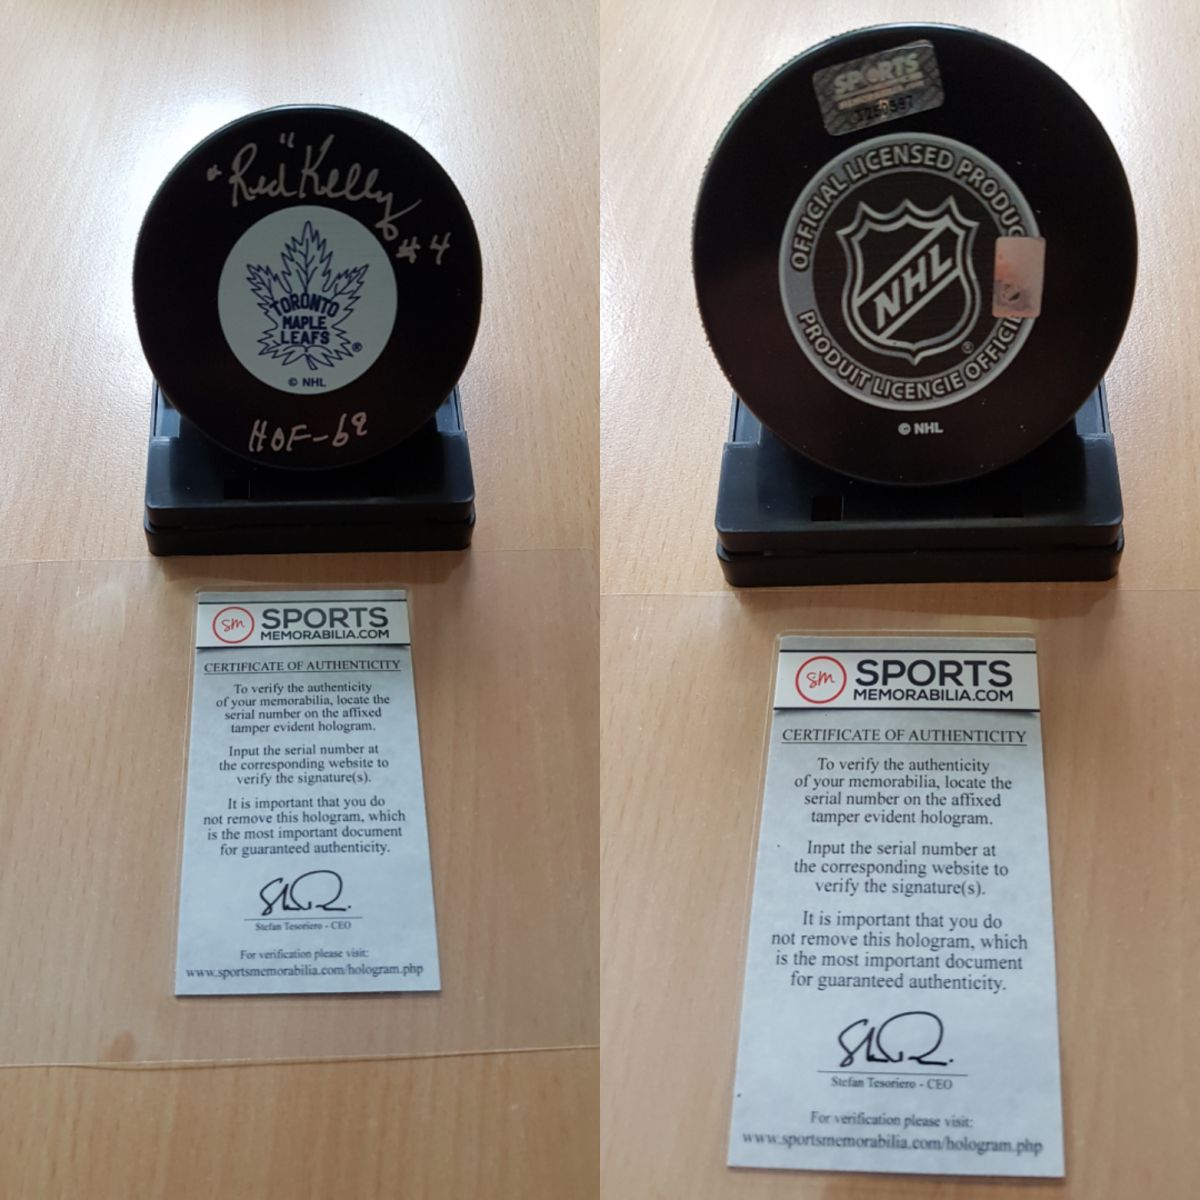 "Red" Kelly
#4
TORONTO
MAPLE
LEAFS
®
© NHL
HOF-69
SM SPORTS
MEMORABILIA.COM
CERTIFICATE OF AUTHENTICITY
To verify the authenticity
of your memorabilia, locate the
serial number on the affixed
tamper evident hologram.
Input the serial number at
the corresponding website to
verify the signature(s).
It is important that you do
not remove this hologram, which
is the most important document
for guaranteed authenticity.
Stefan Tesoriero - CEO
For verification please visit:
www.sportsmemorabilia.com/hologram.php
SPORTS
MEMORABILIA.COM
OFFICIAL LICENSED PRODUC
NHL
®
PRODUIT LICENCIE OFFICIE
© NHL
SM SPORTS
MEMORABILIA.COM
CERTIFICATE OF AUTHENTICITY
To verify the authenticity
of your memorabilia, locate the
serial number on the affixed
tamper evident hologram.
Input the serial number at
the corresponding website to
verify the signature(s).
It is important that you do
not remove this hologram, which
is the most important document
for guaranteed authenticity.
Stefan Tesoriero - CEO
For verification please visit:
www.sportsmemorabilia.com/hologram.php